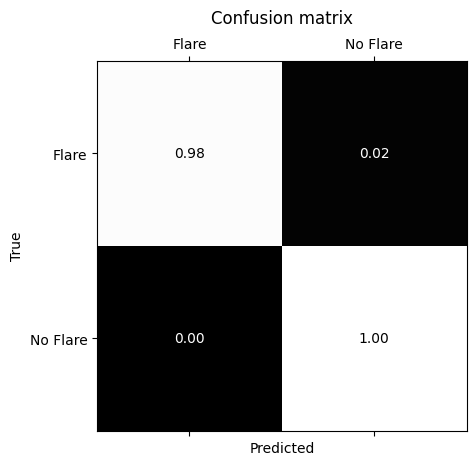 Confusion matrix
Flare No Flare
Flare 0.98 0.02
True
No Flare 0.00 1.00
Predicted